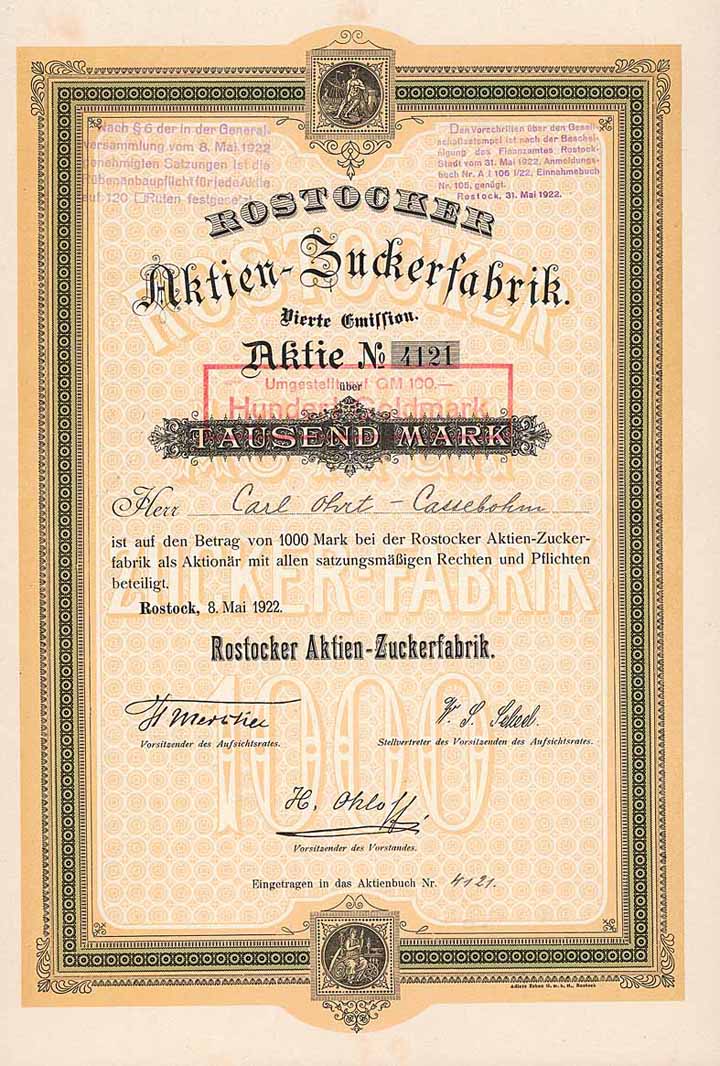 Nach § 6 der in der General-
versammlung vom 8. Mai 1922
genehmigten Satzungen ist die
Rübenanbaupflicht für jede Aktie
auf 120 □Ruten festgesetzt.
Den Vorschriften über den Gesell-
schaftsstempel ist nach der Beschei-
nigung des Finanzamtes Rostock-
Stadt vom 31. Mai 1922, Anmeldungs-
buch Nr. A I 106 1/22, Einnahmebuch
Nr. 105, genügt.
Rostock, 31. Mai 1922.
ROSTOCKER
Aktien-Zuckerfabrik.
Vierte Emission.
Aktie No 4121
Umgestellt auf GM 100.—
über
Hundert Goldmark
TAUSEND MARK
Herr Carl Ohrt - Cassebohm
ist auf den Betrag von 1000 Mark bei der Rostocker Aktien-Zucker-
fabrik als Aktionär mit allen satzungsmäßigen Rechten und Pflichten
beteiligt.
Rostock, 8. Mai 1922.
Rostocker Aktien-Zuckerfabrik.
Vorsitzender des Aufsichtsrates.
Stellvertreter des Vorsitzenden des Aufsichtsrates.
H. Ohloff
Vorsitzender des Vorstandes.
Eingetragen in das Aktienbuch Nr. 4121.
ROSTOCKER
ZUCKER-FABRIK
1000